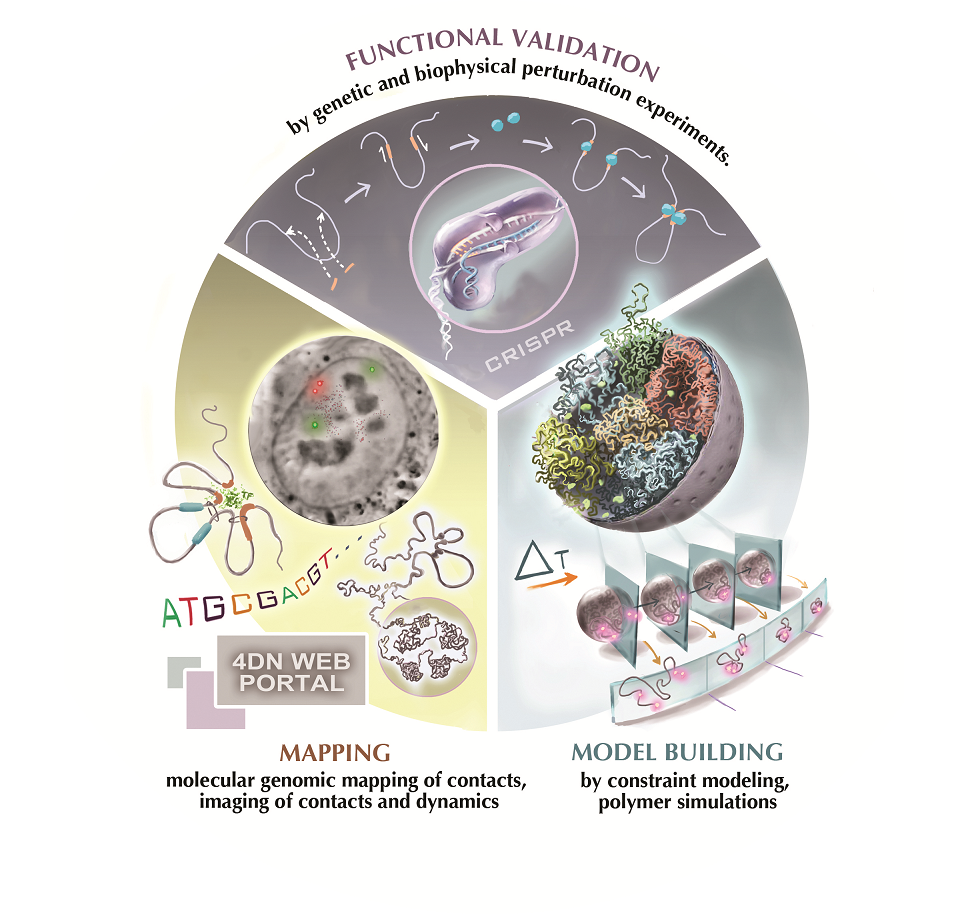 FUNCTIONAL VALIDATION
by genetic and biophysical perturbation experiments.
CRISPR
ATGCGACGT....
ΔT
4DN WEB
PORTAL
MAPPING
molecular genomic mapping of contacts,
imaging of contacts and dynamics
MODEL BUILDING
by constraint modeling,
polymer simulations